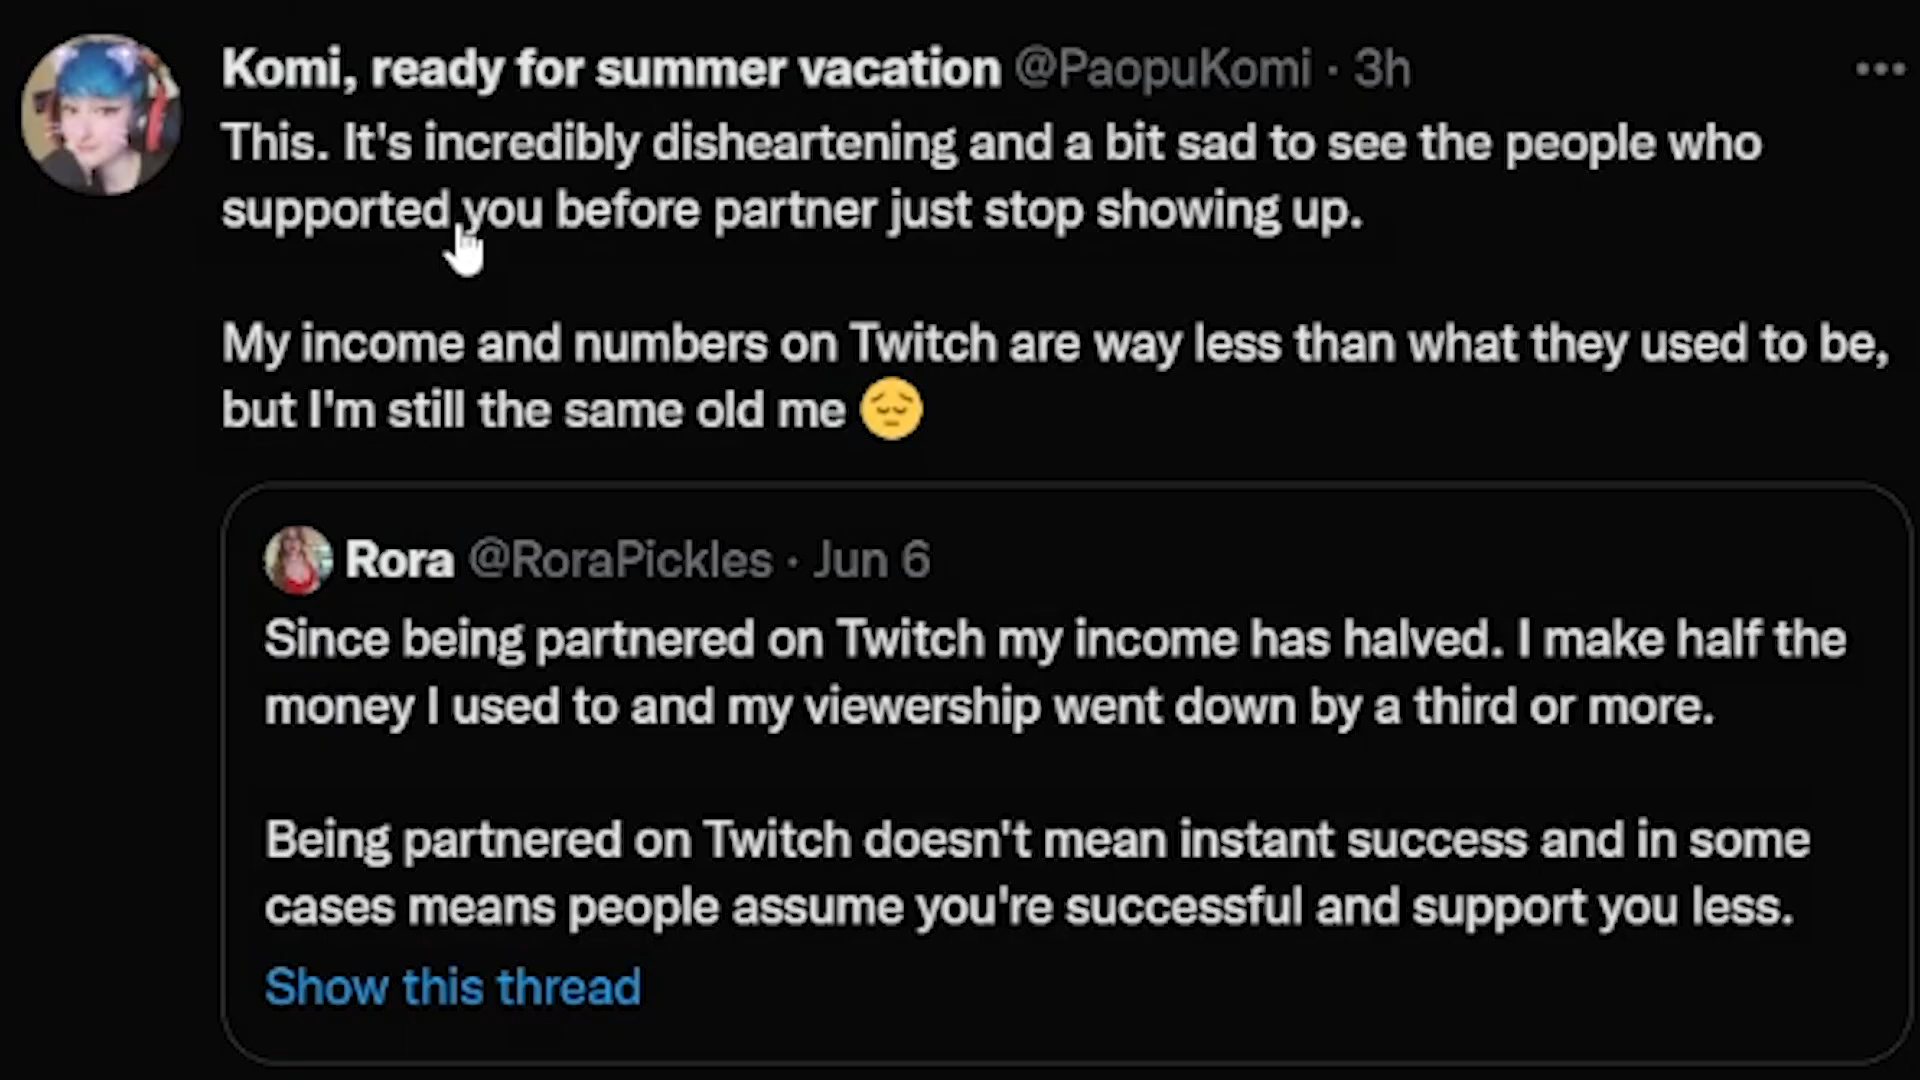 Komi, ready for summer vacation @PaopuKomi · 3h
This. It's incredibly disheartening and a bit sad to see the people who
supported you before partner just stop showing up.
My income and numbers on Twitch are way less than what they used to be,
but I'm still the same old me 😔
Rora @RoraPickles · Jun 6
Since being partnered on Twitch my income has halved. I make half the
money I used to and my viewership went down by a third or more.
Being partnered on Twitch doesn't mean instant success and in some
cases means people assume you're successful and support you less.
Show this thread